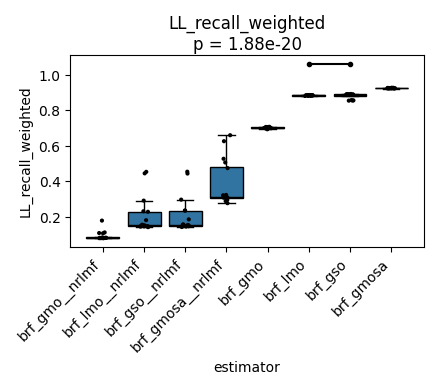 LL_recall_weighted
p = 1.88e-20
LL_recall_weighted
1.0
0.8
0.6
0.4
0.2
brf_gmo__nrlmf
brf_lmo__nrlmf
brf_gso__nrlmf
brf_gmosa__nrlmf
brf_gmo
brf_lmo
brf_gso
brf_gmosa
estimator